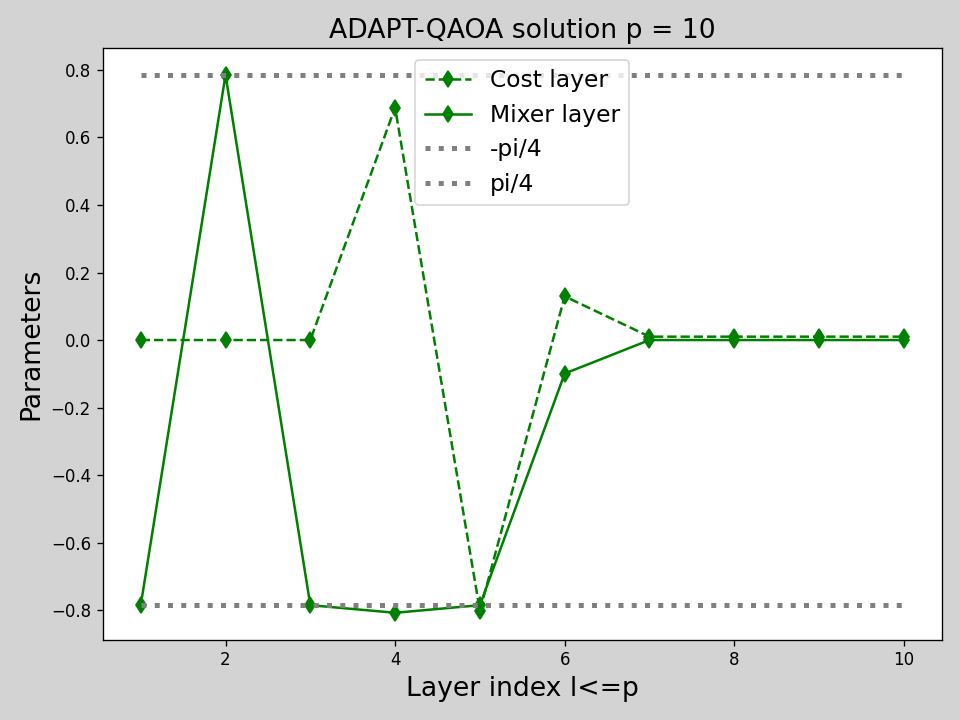 ADAPT-QAOA solution p = 10
Cost layer
Mixer layer
-pi/4
pi/4
0.8
0.6
0.4
0.2
0.0
−0.2
−0.4
−0.6
−0.8
Parameters
2 4 6 8 10
Layer index l<=p